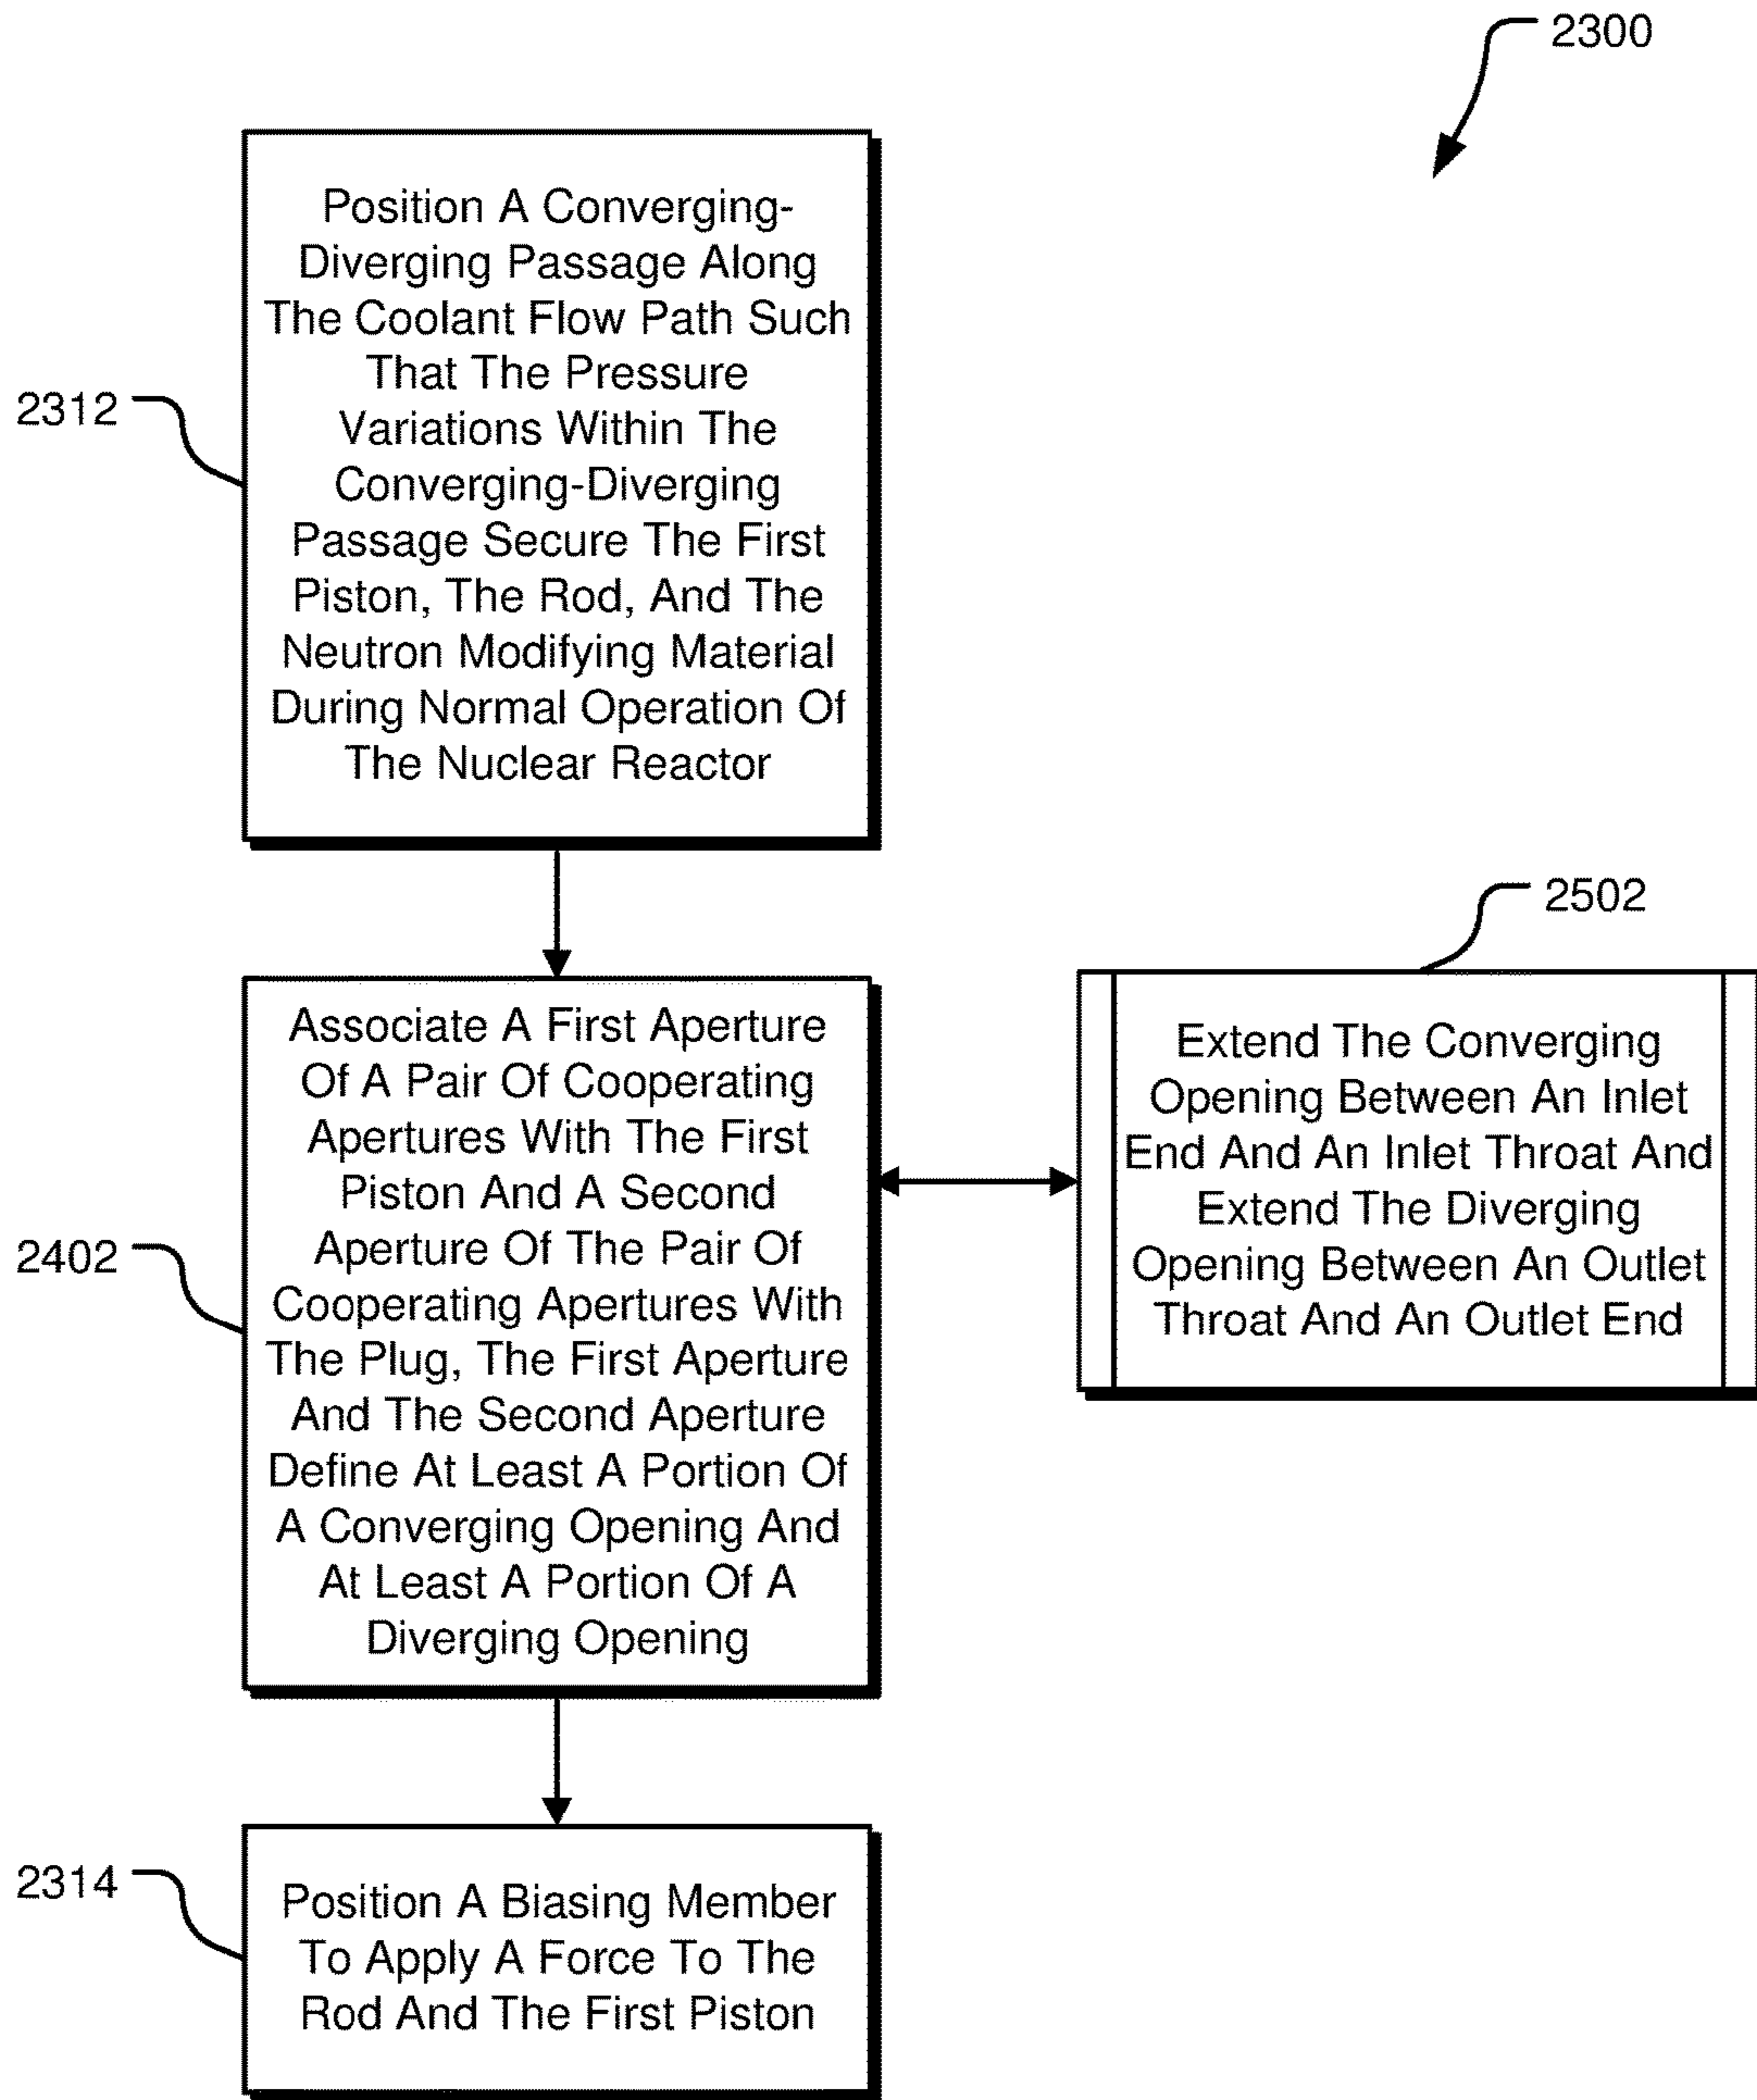 2300
Position A Converging-
Diverging Passage Along
The Coolant Flow Path Such
That The Pressure
Variations Within The
Converging-Diverging
Passage Secure The First
Piston, The Rod, And The
Neutron Modifying Material
During Normal Operation Of
The Nuclear Reactor
2312
2502
Associate A First Aperture
Of A Pair Of Cooperating
Apertures With The First
Piston And A Second
Aperture Of The Pair Of
Cooperating Apertures With
The Plug, The First Aperture
And The Second Aperture
Define At Least A Portion Of
A Converging Opening And
At Least A Portion Of A
Diverging Opening
2402
Extend The Converging
Opening Between An Inlet
End And An Inlet Throat And
Extend The Diverging
Opening Between An Outlet
Throat And An Outlet End
2314
Position A Biasing Member
To Apply A Force To The
Rod And The First Piston